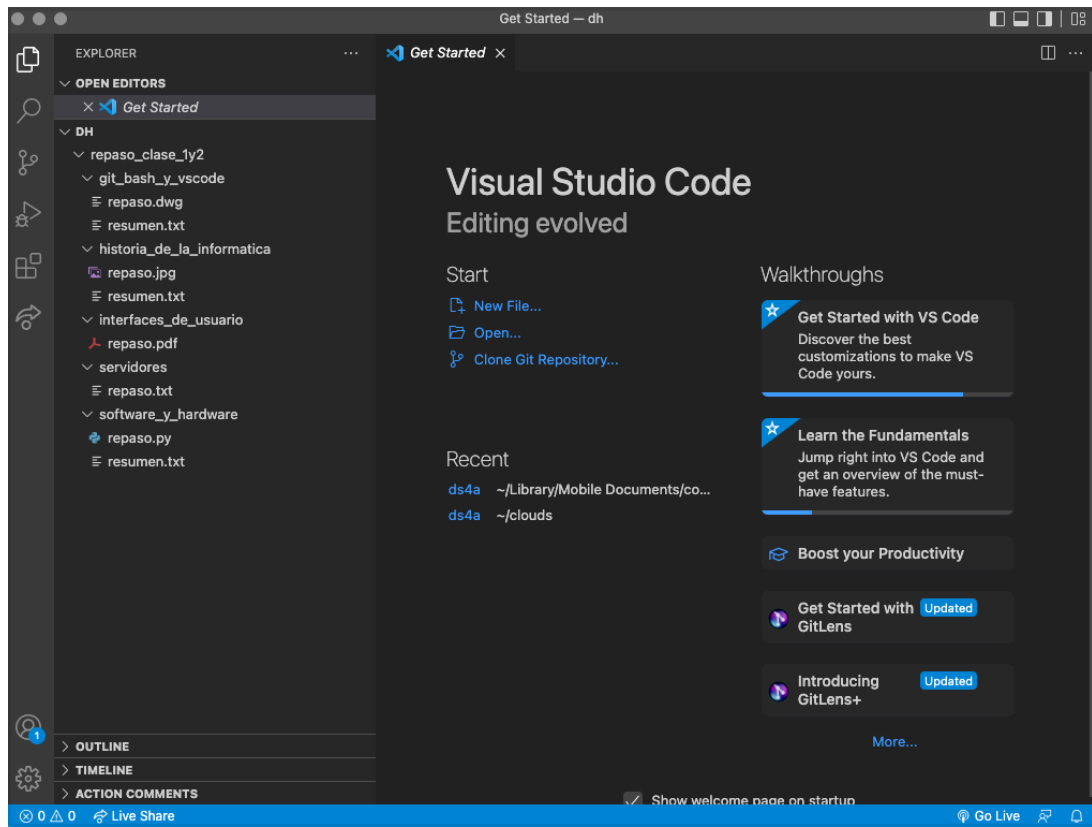 Get Started — dh
EXPLORER
Get Started
OPEN EDITORS
Get Started
DH
repaso_clase_1y2
git_bash_y_vscode
repaso.dwg
resumen.txt
historia_de_la_informatica
repaso.jpg
resumen.txt
interfaces_de_usuario
repaso.pdf
servidores
repaso.txt
software_y_hardware
repaso.py
resumen.txt
OUTLINE
TIMELINE
ACTION COMMENTS
Visual Studio Code
Editing evolved
Start
New File...
Open...
Clone Git Repository...
Recent
ds4a ~/Library/Mobile Documents/co...
ds4a ~/clouds
Walkthroughs
Get Started with VS Code
Discover the best
customizations to make VS
Code yours.
Learn the Fundamentals
Jump right into VS Code and
get an overview of the must-
have features.
Boost your Productivity
Get Started with Updated
GitLens
Introducing Updated
GitLens+
More...
Show welcome page on startup
1
0 0 Live Share
Go Live